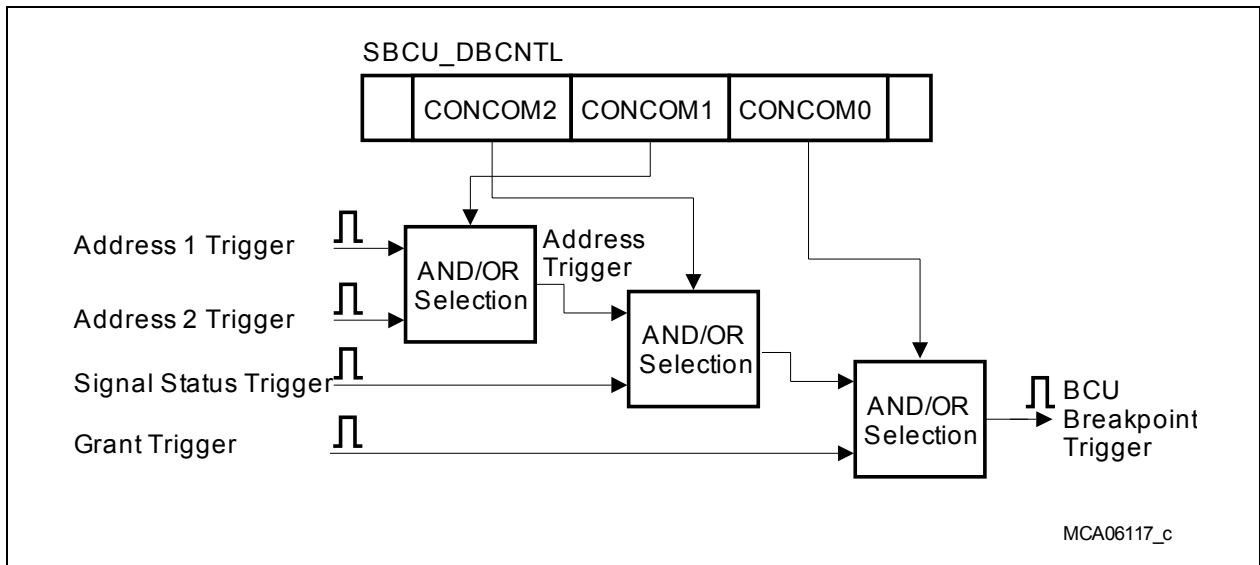 SBCU_DBCNTL
CONCOM2 CONCOM1 CONCOM0
Address 1 Trigger
Address 2 Trigger
Signal Status Trigger
Grant Trigger
AND/OR
Selection
Address
Trigger
AND/OR
Selection
AND/OR
Selection
BCU
Breakpoint
Trigger
MCA06117_c